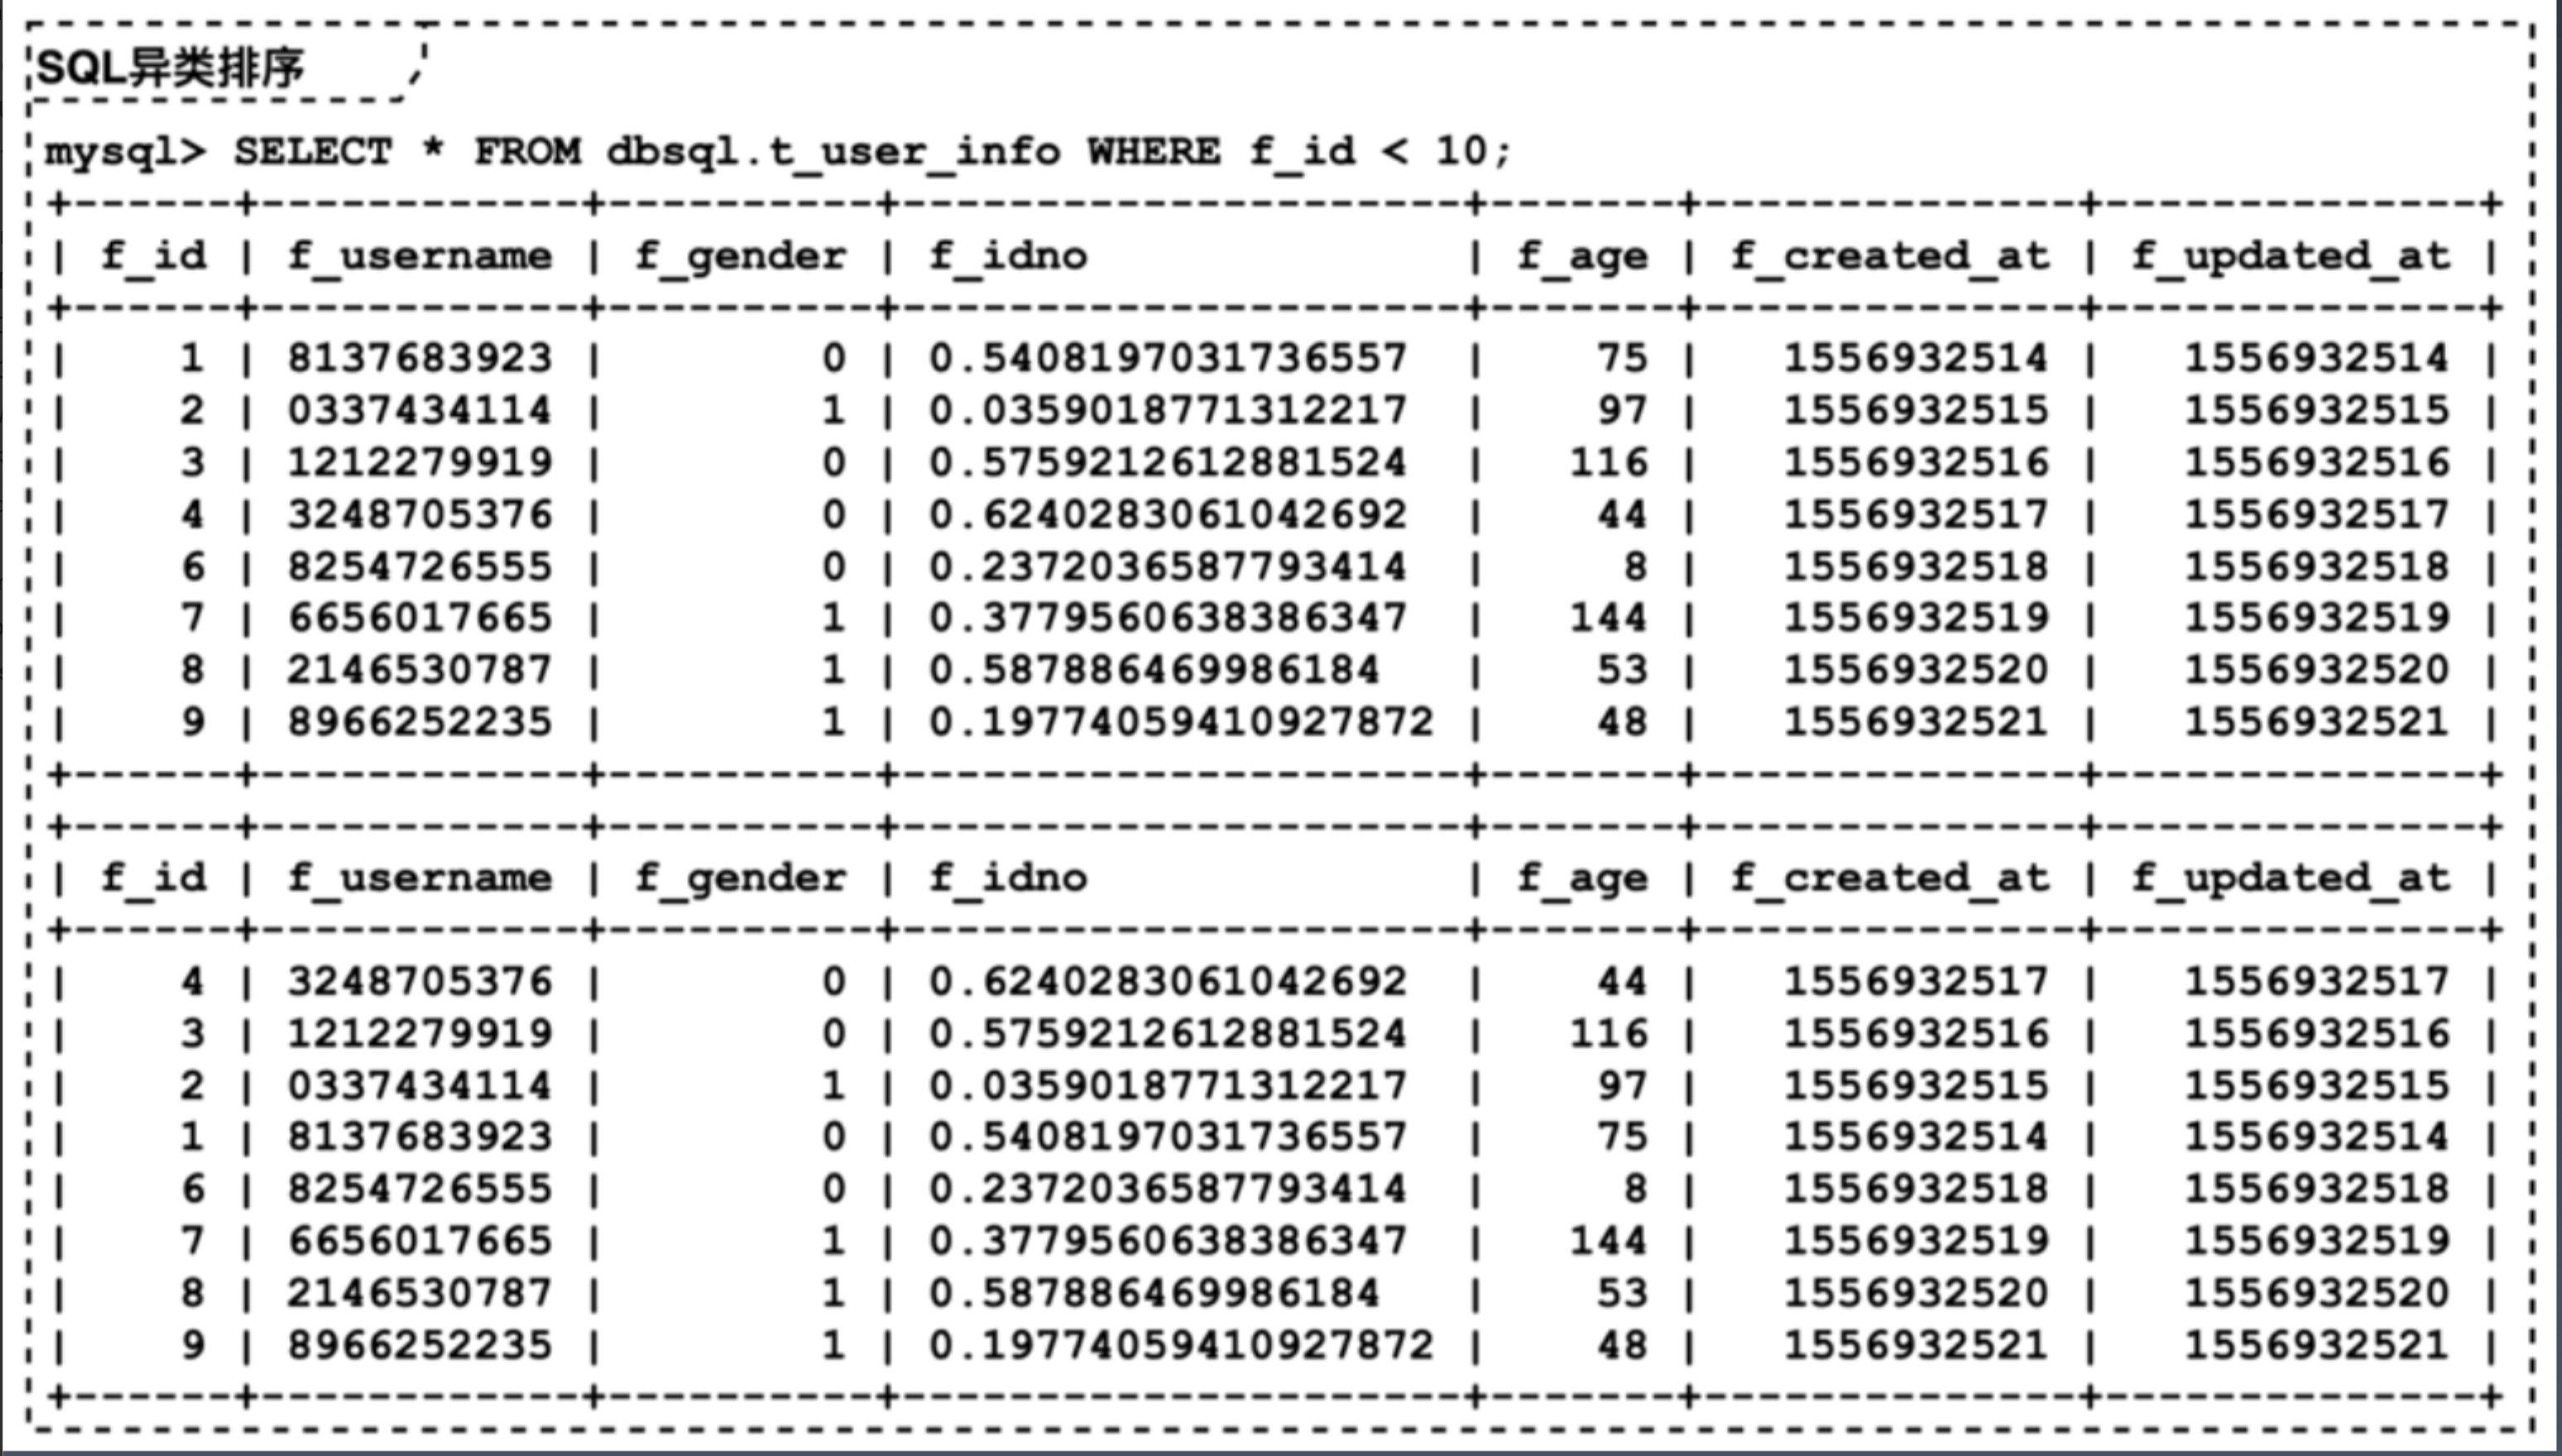 SQL异类排序
mysql> SELECT * FROM dbsql.t_user_info WHERE f_id < 10;
+------+------------+----------+---------------------+-------+--------------+--------------+
| f_id | f_username | f_gender | f_idno              | f_age | f_created_at | f_updated_at |
+------+------------+----------+---------------------+-------+--------------+--------------+
|    1 | 8137683923 |        0 | 0.5408197031736557  |    75 |   1556932514 |   1556932514 |
|    2 | 0337434114 |        1 | 0.0359018771312217  |    97 |   1556932515 |   1556932515 |
|    3 | 1212279919 |        0 | 0.5759212612881524  |   116 |   1556932516 |   1556932516 |
|    4 | 3248705376 |        0 | 0.6240283061042692  |    44 |   1556932517 |   1556932517 |
|    6 | 8254726555 |        0 | 0.2372036587793414  |     8 |   1556932518 |   1556932518 |
|    7 | 6656017665 |        1 | 0.3779560638386347  |   144 |   1556932519 |   1556932519 |
|    8 | 2146530787 |        1 | 0.587886469986184   |    53 |   1556932520 |   1556932520 |
|    9 | 8966252235 |        1 | 0.19774059410927872 |    48 |   1556932521 |   1556932521 |
+------+------------+----------+---------------------+-------+--------------+--------------+
+------+------------+----------+---------------------+-------+--------------+--------------+
| f_id | f_username | f_gender | f_idno              | f_age | f_created_at | f_updated_at |
+------+------------+----------+---------------------+-------+--------------+--------------+
|    4 | 3248705376 |        0 | 0.6240283061042692  |    44 |   1556932517 |   1556932517 |
|    3 | 1212279919 |        0 | 0.5759212612881524  |   116 |   1556932516 |   1556932516 |
|    2 | 0337434114 |        1 | 0.0359018771312217  |    97 |   1556932515 |   1556932515 |
|    1 | 8137683923 |        0 | 0.5408197031736557  |    75 |   1556932514 |   1556932514 |
|    6 | 8254726555 |        0 | 0.2372036587793414  |     8 |   1556932518 |   1556932518 |
|    7 | 6656017665 |        1 | 0.3779560638386347  |   144 |   1556932519 |   1556932519 |
|    8 | 2146530787 |        1 | 0.587886469986184   |    53 |   1556932520 |   1556932520 |
|    9 | 8966252235 |        1 | 0.19774059410927872 |    48 |   1556932521 |   1556932521 |
+------+------------+----------+---------------------+-------+--------------+--------------+